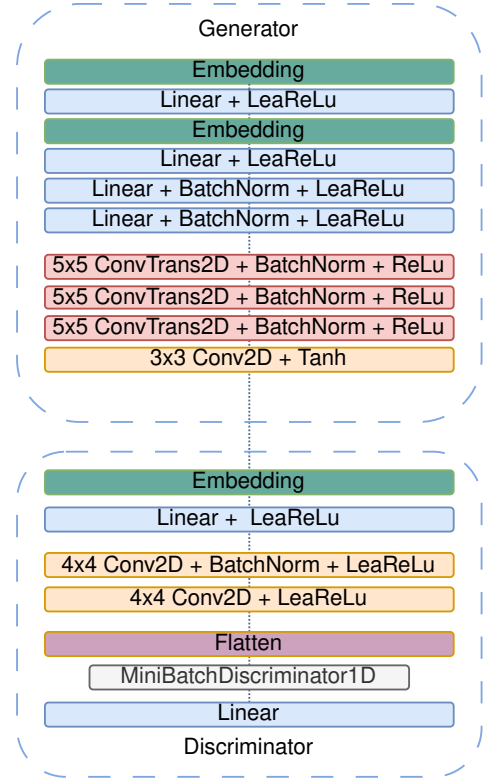 Generator
Embedding
Linear + LeaReLu
Embedding
Linear + LeaReLu
Linear + BatchNorm + LeaReLu
Linear + BatchNorm + LeaReLu
5x5 ConvTrans2D + BatchNorm + ReLu
5x5 ConvTrans2D + BatchNorm + ReLu
5x5 ConvTrans2D + BatchNorm + ReLu
3x3 Conv2D + Tanh
Embedding
Linear + LeaReLu
4x4 Conv2D + BatchNorm + LeaReLu
4x4 Conv2D + LeaReLu
Flatten
MiniBatchDiscriminator1D
Linear
Discriminator